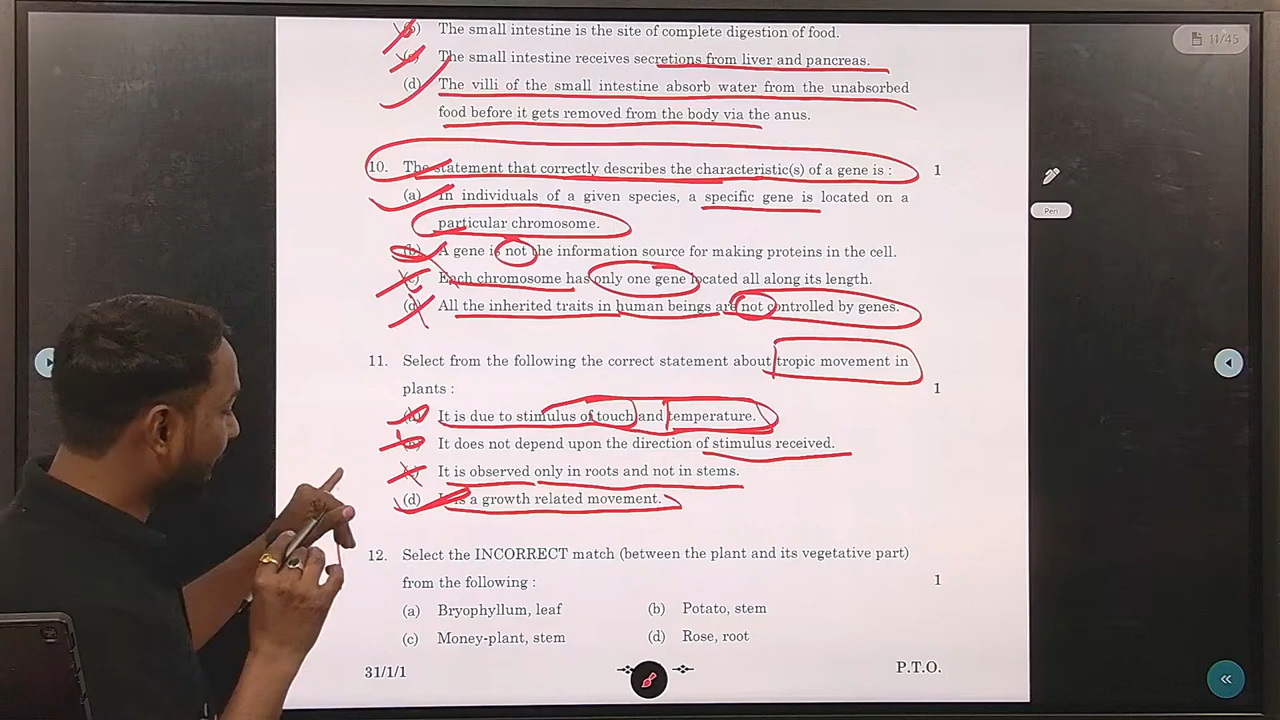 (b) The small intestine is the site of complete digestion of food.
(c) The small intestine receives secretions from liver and pancreas.
(d) The villi of the small intestine absorb water from the unabsorbed
food before it gets removed from the body via the anus.
11/45
10. The statement that correctly describes the characteristic(s) of a gene is : 1
(a) In individuals of a given species, a specific gene is located on a
particular chromosome.
(b) A gene is not the information source for making proteins in the cell.
(c) Each chromosome has only one gene located all along its length.
(d) All the inherited traits in human beings are not controlled by genes.
Pen
11. Select from the following the correct statement about tropic movement in
plants : 1
(a) It is due to stimulus of touch and temperature.
(b) It does not depend upon the direction of stimulus received.
(c) It is observed only in roots and not in stems.
(d) It is a growth related movement.
12. Select the INCORRECT match (between the plant and its vegetative part)
from the following : 1
(a) Bryophyllum, leaf (b) Potato, stem
(c) Money-plant, stem (d) Rose, root
31/1/1 P.T.O.